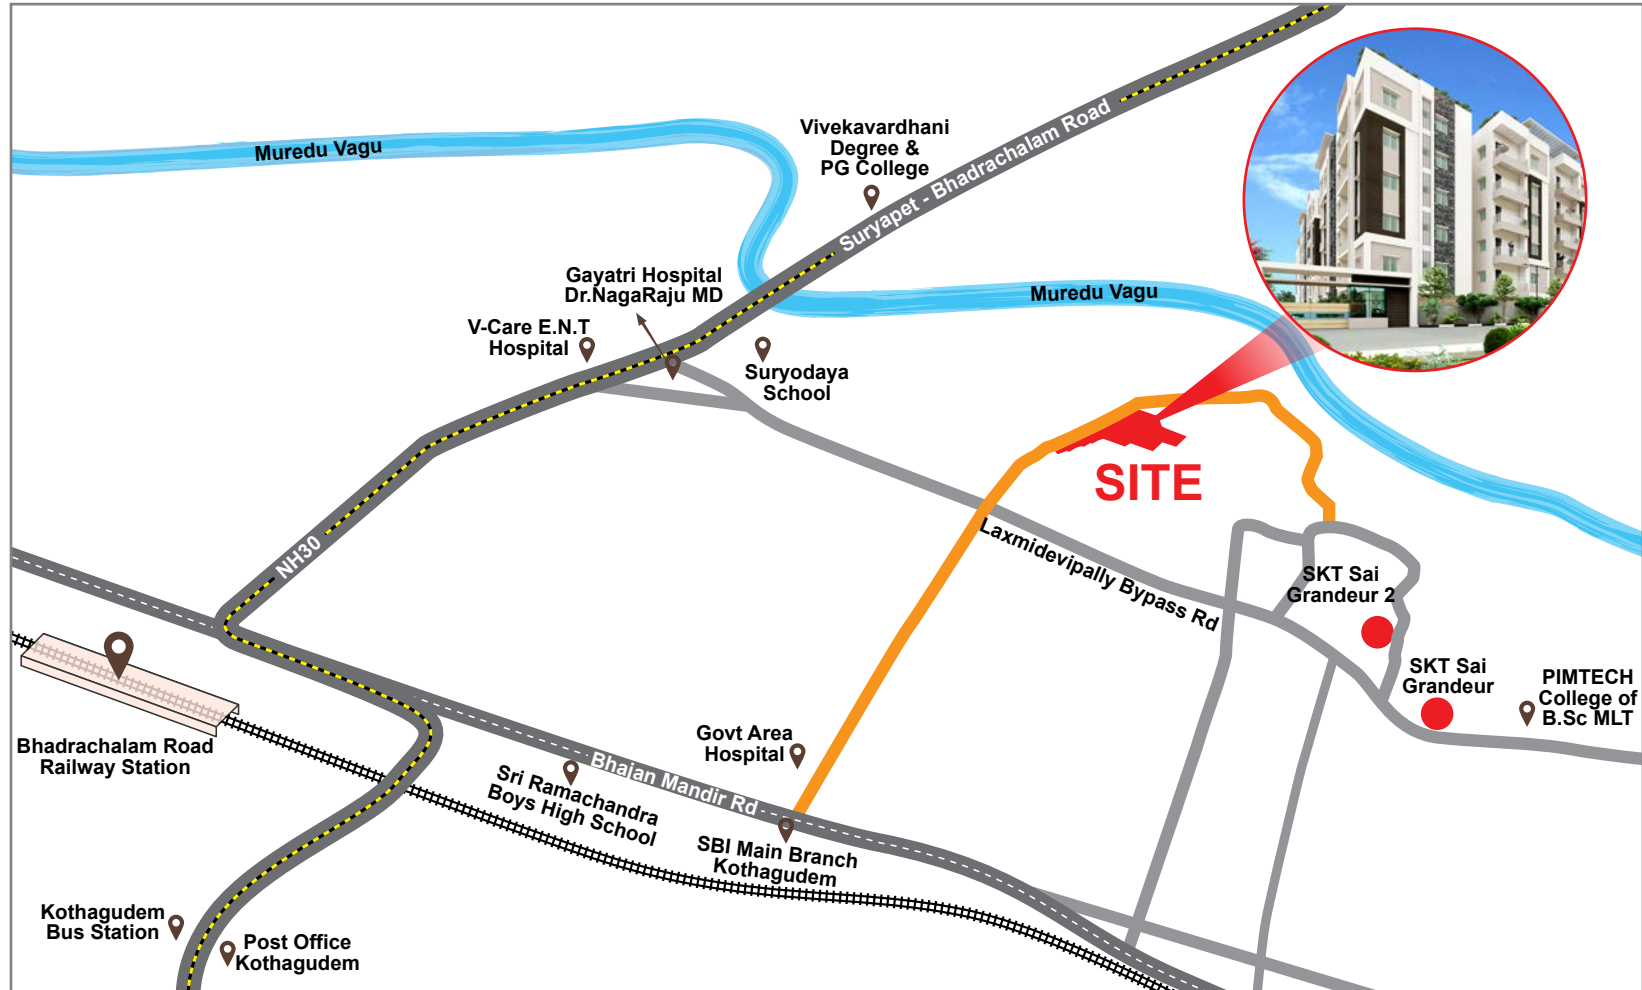 Vivekavardhani
Degree &
PG College
Suryapet - Bhadrachalam Road
Muredu Vagu
Gayatri Hospital
Dr.NagaRaju MD
V-Care E.N.T
Hospital
Muredu Vagu
Suryodaya
School
SITE
NH30
Laxmidevipally Bypass Rd
SKT Sai
Grandeur 2
SKT Sai
Grandeur
PIMTECH
College of
B.Sc MLT
Bhadrachalam Road
Railway Station
Govt Area
Hospital
Bhajan Mandir Rd
Sri Ramachandra
Boys High School
SBI Main Branch
Kothagudem
Kothagudem
Bus Station
Post Office
Kothagudem